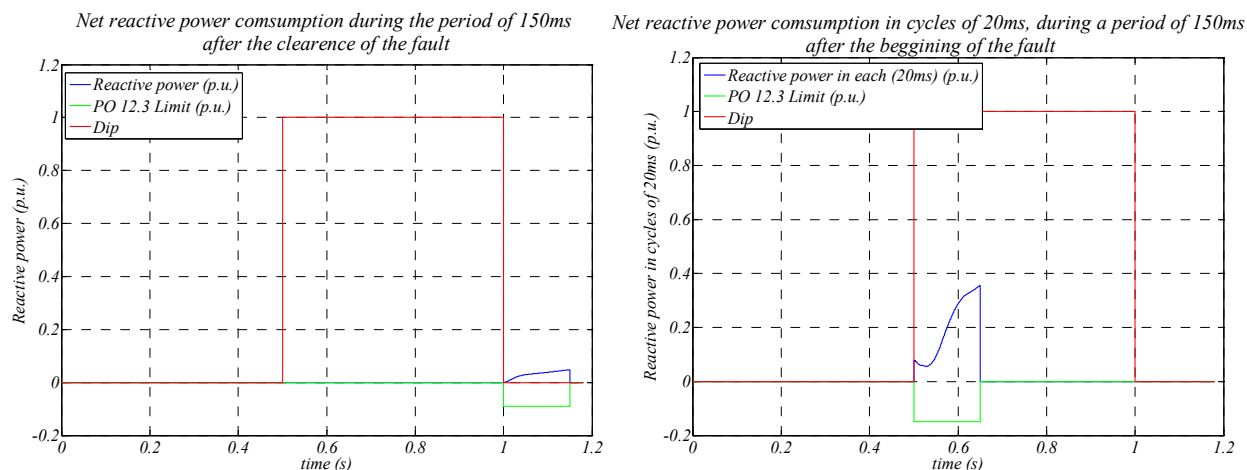 Net reactive power comsumption during the period of 150ms
after the clearence of the fault
1.2
1
0.8
0.6
0.4
0.2
0
-0.2
Reactive power (p.u.)
Reactive power (p.u.)
PO 12.3 Limit (p.u.)
Dip
0 0.2 0.4 0.6 0.8 1 1.2
time (s)
Net reactive power comsumption in cycles of 20ms, during a period of 150ms
after the beggining of the fault
1.2
1
0.8
0.6
0.4
0.2
0
-0.2
Reactive power in cycles of 20ms (p.u.)
Reactive power in each (20ms) (p.u.)
PO 12.3 Limit (p.u.)
Dip
0 0.2 0.4 0.6 0.8 1 1.2
time (s)